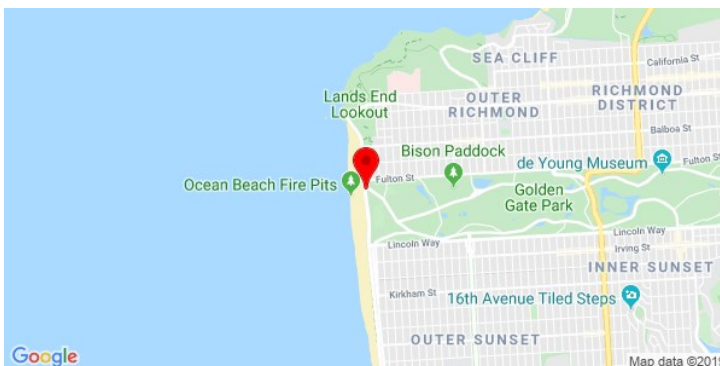 SEA CLIFF
California St
Lands End
Lookout
OUTER
RICHMOND
RICHMOND
DISTRICT
Balboa St
Bison Paddock
de Young Museum
Fulton St
Ocean Beach Fire Pits
Fulton St
Golden
Gate Park
Lincoln Way
Lincoln Way
Irving St
INNER SUNSET
Kirkham St
16th Avenue Tiled Steps
OUTER SUNSET
Google
Map data ©2019